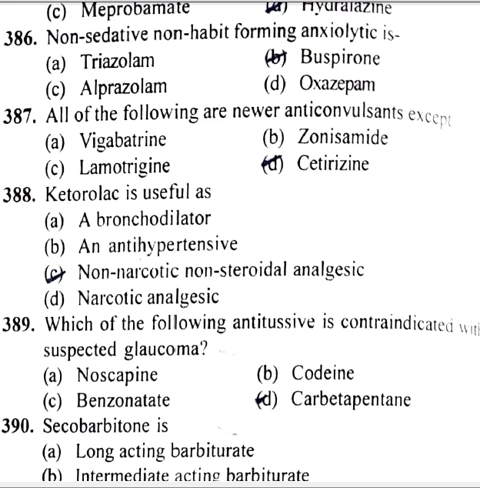 (c) Meprobamate (d) Hydralazine
386. Non-sedative non-habit forming anxiolytic is-
(a) Triazolam (b) Buspirone
(c) Alprazolam (d) Oxazepam
387. All of the following are newer anticonvulsants except
(a) Vigabatrine (b) Zonisamide
(c) Lamotrigine (d) Cetirizine
388. Ketorolac is useful as
(a) A bronchodilator
(b) An antihypertensive
(c) Non-narcotic non-steroidal analgesic
(d) Narcotic analgesic
389. Which of the following antitussive is contraindicated with
suspected glaucoma?
(a) Noscapine (b) Codeine
(c) Benzonatate (d) Carbetapentane
390. Secobarbitone is
(a) Long acting barbiturate
(b) Intermediate acting barbiturate